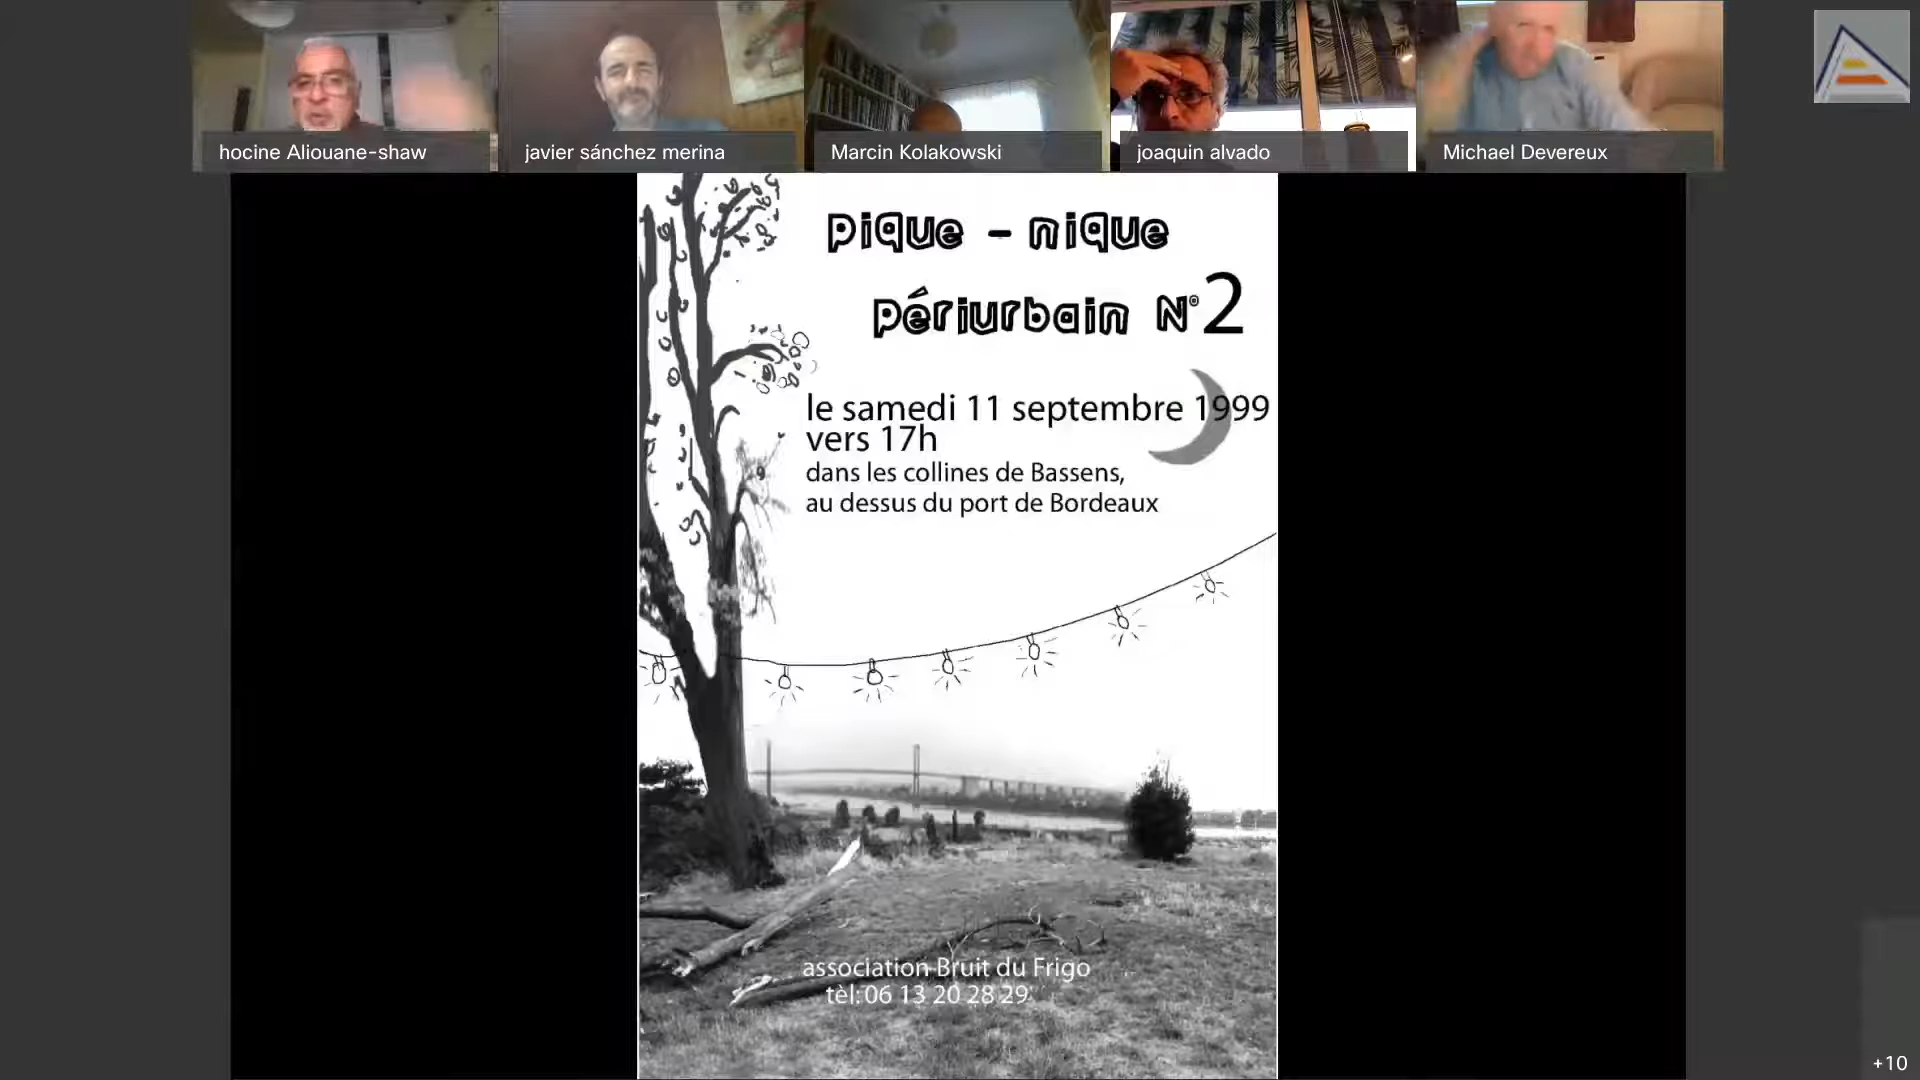 hocine Aliouane-shaw
javier sánchez merina
Marcin Kolakowski
joaquin alvado
Michael Devereux
pique - nique
périurbain N° 2
le samedi 11 septembre 1999
vers 17h
dans les collines de Bassens,
au dessus du port de Bordeaux
association Bruit du Frigo
tèl: 06 13 20 28 29
+10